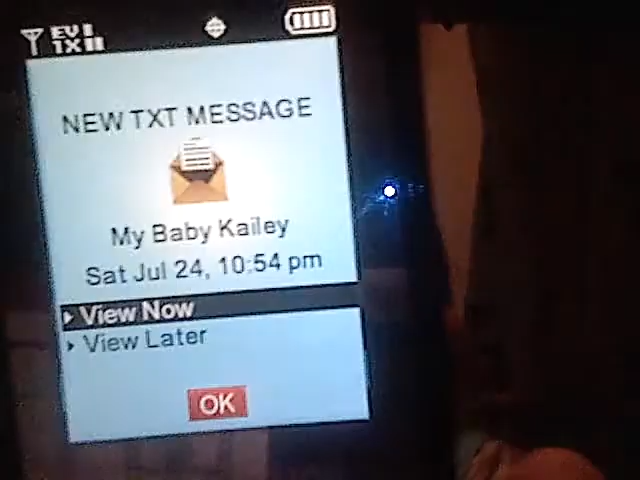 EV
1X
NEW TXT MESSAGE
My Baby Kailey
Sat Jul 24, 10:54 pm
View Now
View Later
OK